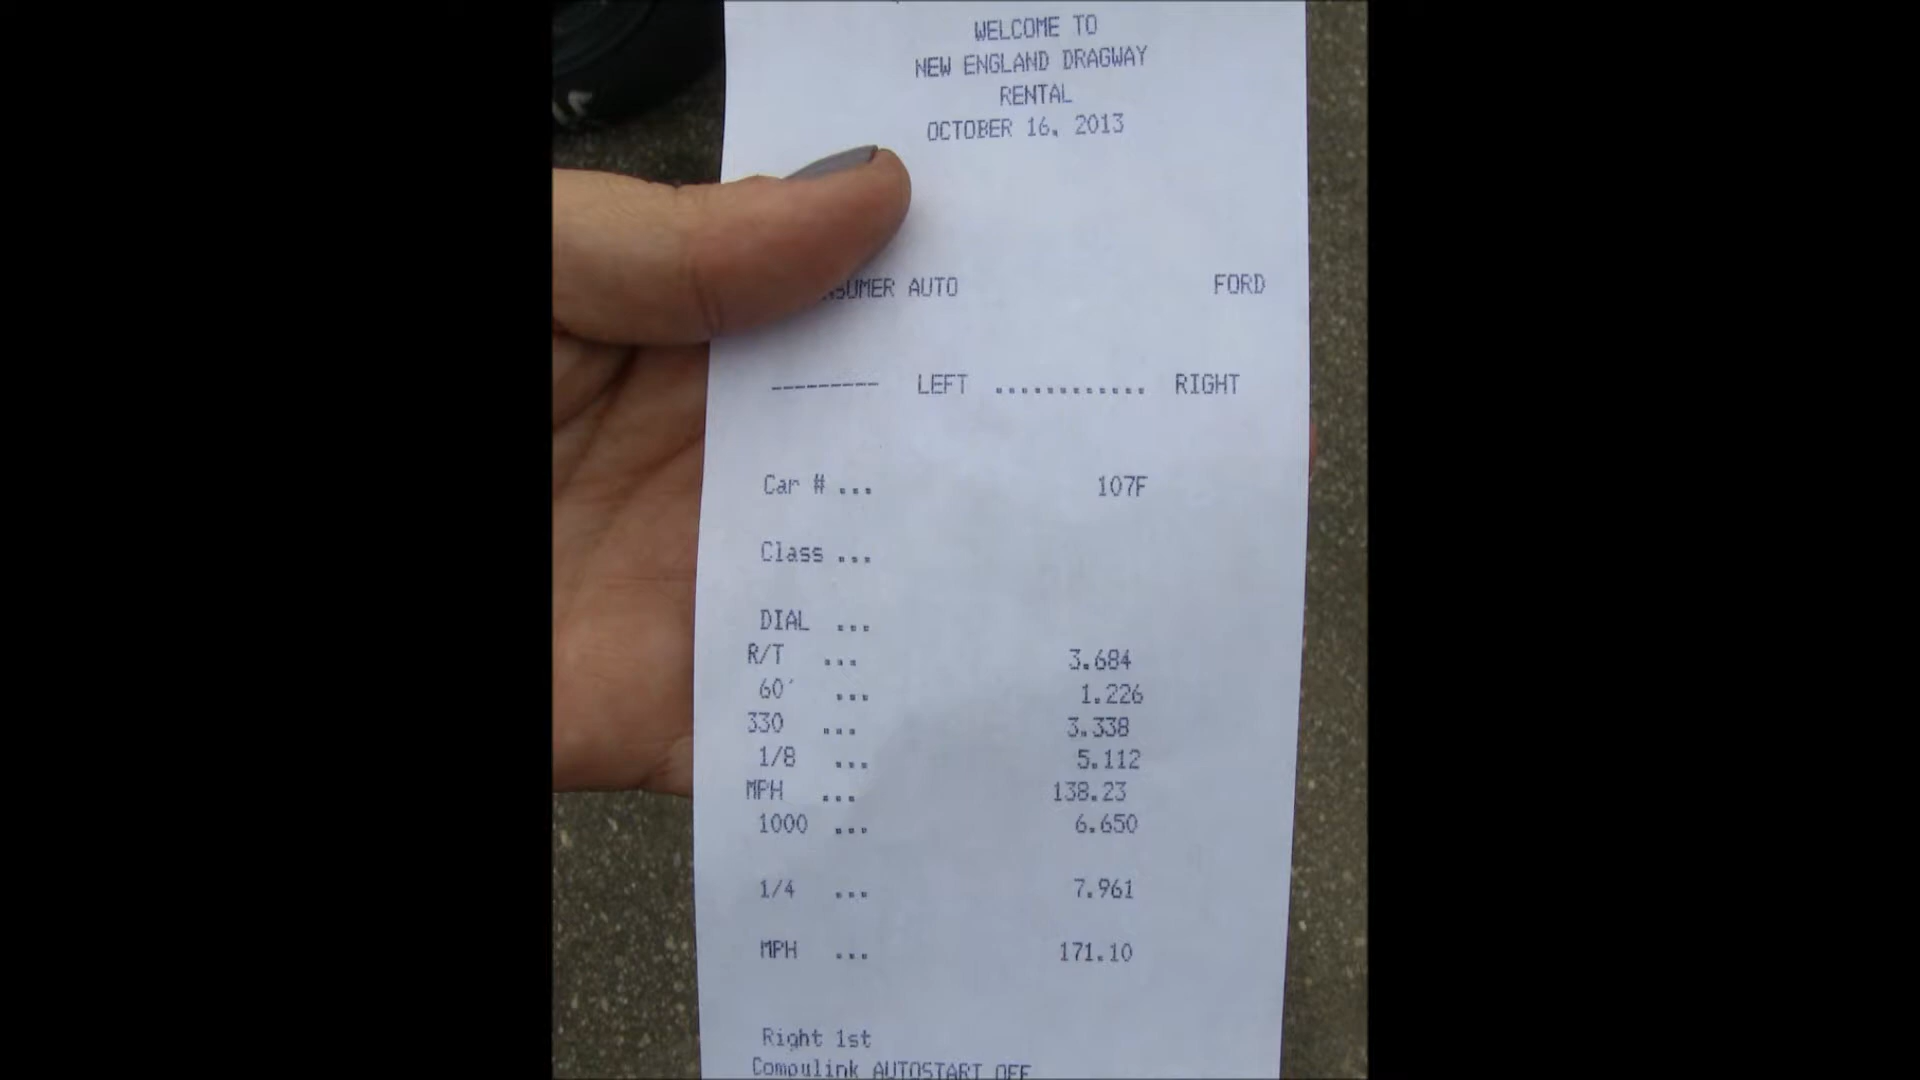 WELCOME TO
NEW ENGLAND DRAGWAY
RENTAL
OCTOBER 16, 2013
AUTO FORD
--------- LEFT ............ RIGHT
Car # ... 107F
Class ...
DIAL ...
R/T ... 3.684
60' ... 1.226
330 ... 3.338
1/8 ... 5.112
MPH ... 138.23
1000 ... 6.650
1/4 ... 7.961
MPH ... 171.10
Right 1st
Compulink AUTOSTART OFF